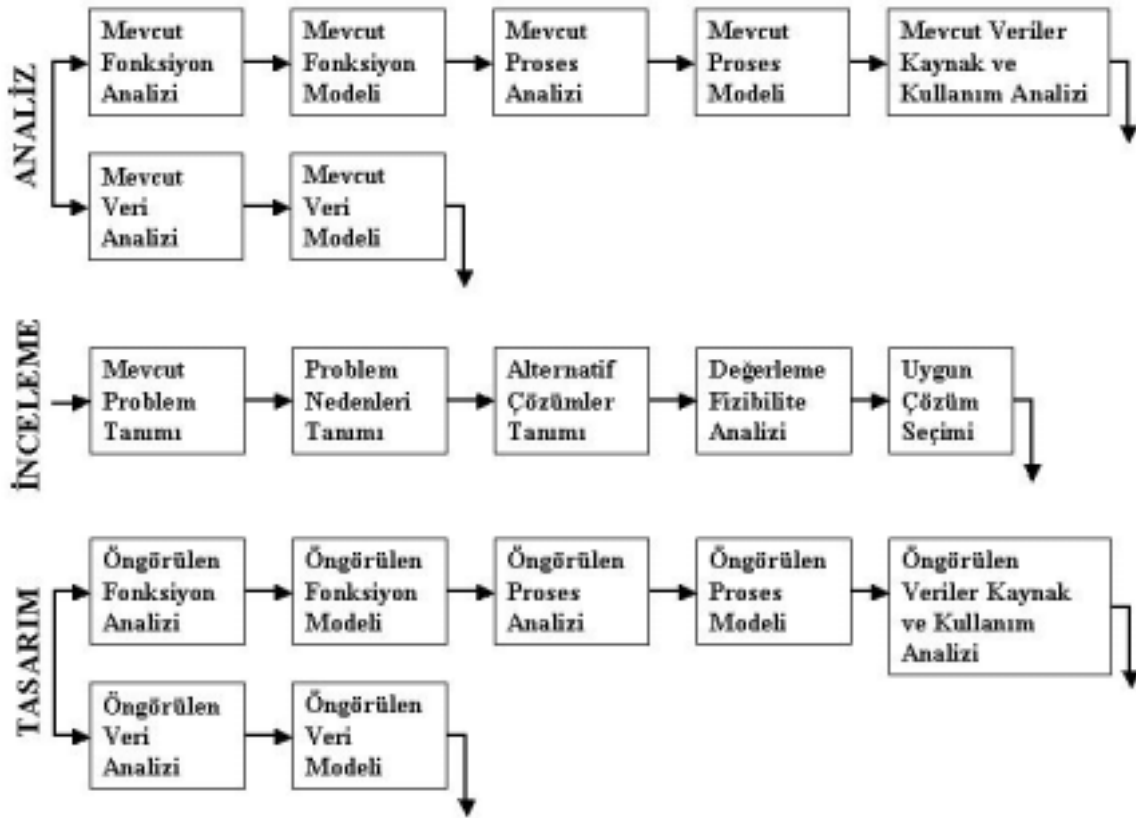 ANALİZ
Mevcut
Fonksiyon
Analizi
Mevcut
Fonksiyon
Modeli
Mevcut
Proses
Analizi
Mevcut
Proses
Modeli
Mevcut Veriler
Kaynak ve
Kullanım Analizi
Mevcut
Veri
Analizi
Mevcut
Veri
Modeli
İNCELEME
Mevcut
Problem
Tanımı
Problem
Nedenleri
Tanımı
Alternatif
Çözümler
Tanımı
Değerleme
Fizibilite
Analizi
Uygun
Çözüm
Seçimi
TASARIM
Öngörülen
Fonksiyon
Analizi
Öngörülen
Fonksiyon
Modeli
Öngörülen
Proses
Analizi
Öngörülen
Proses
Modeli
Öngörülen
Veriler Kaynak
ve Kullanım
Analizi
Öngörülen
Veri
Analizi
Öngörülen
Veri
Modeli